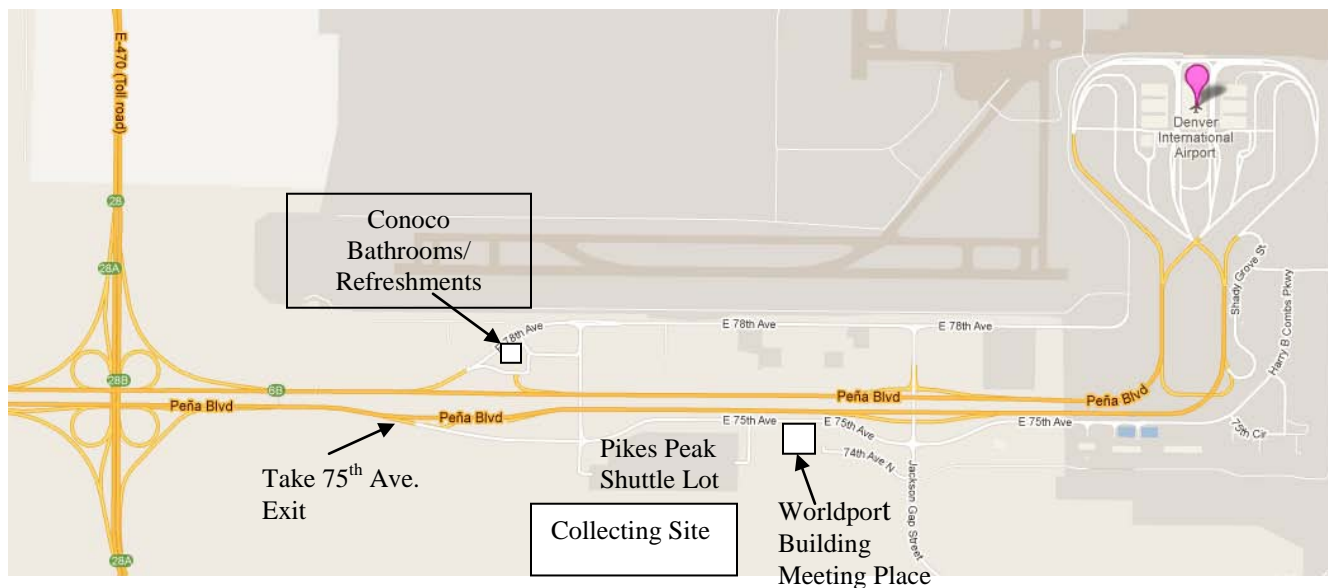 E-470 (Toll road)
28
28A
28B
28A
28A
6B
Conoco
Bathrooms/
Refreshments
E 78th Ave
E 78th Ave
E 78th Ave
Denver
International
Airport
Shady Grove St
Harry B Combs Pkwy
Peña Blvd
Peña Blvd
Peña Blvd
Peña Blvd
E 75th Ave
E 75th Ave
E 75th Ave
75th Cir
74th Ave N
Jackson Gap Street
Take 75th Ave.
Exit
Pikes Peak
Shuttle Lot
Collecting Site
Worldport
Building
Meeting Place